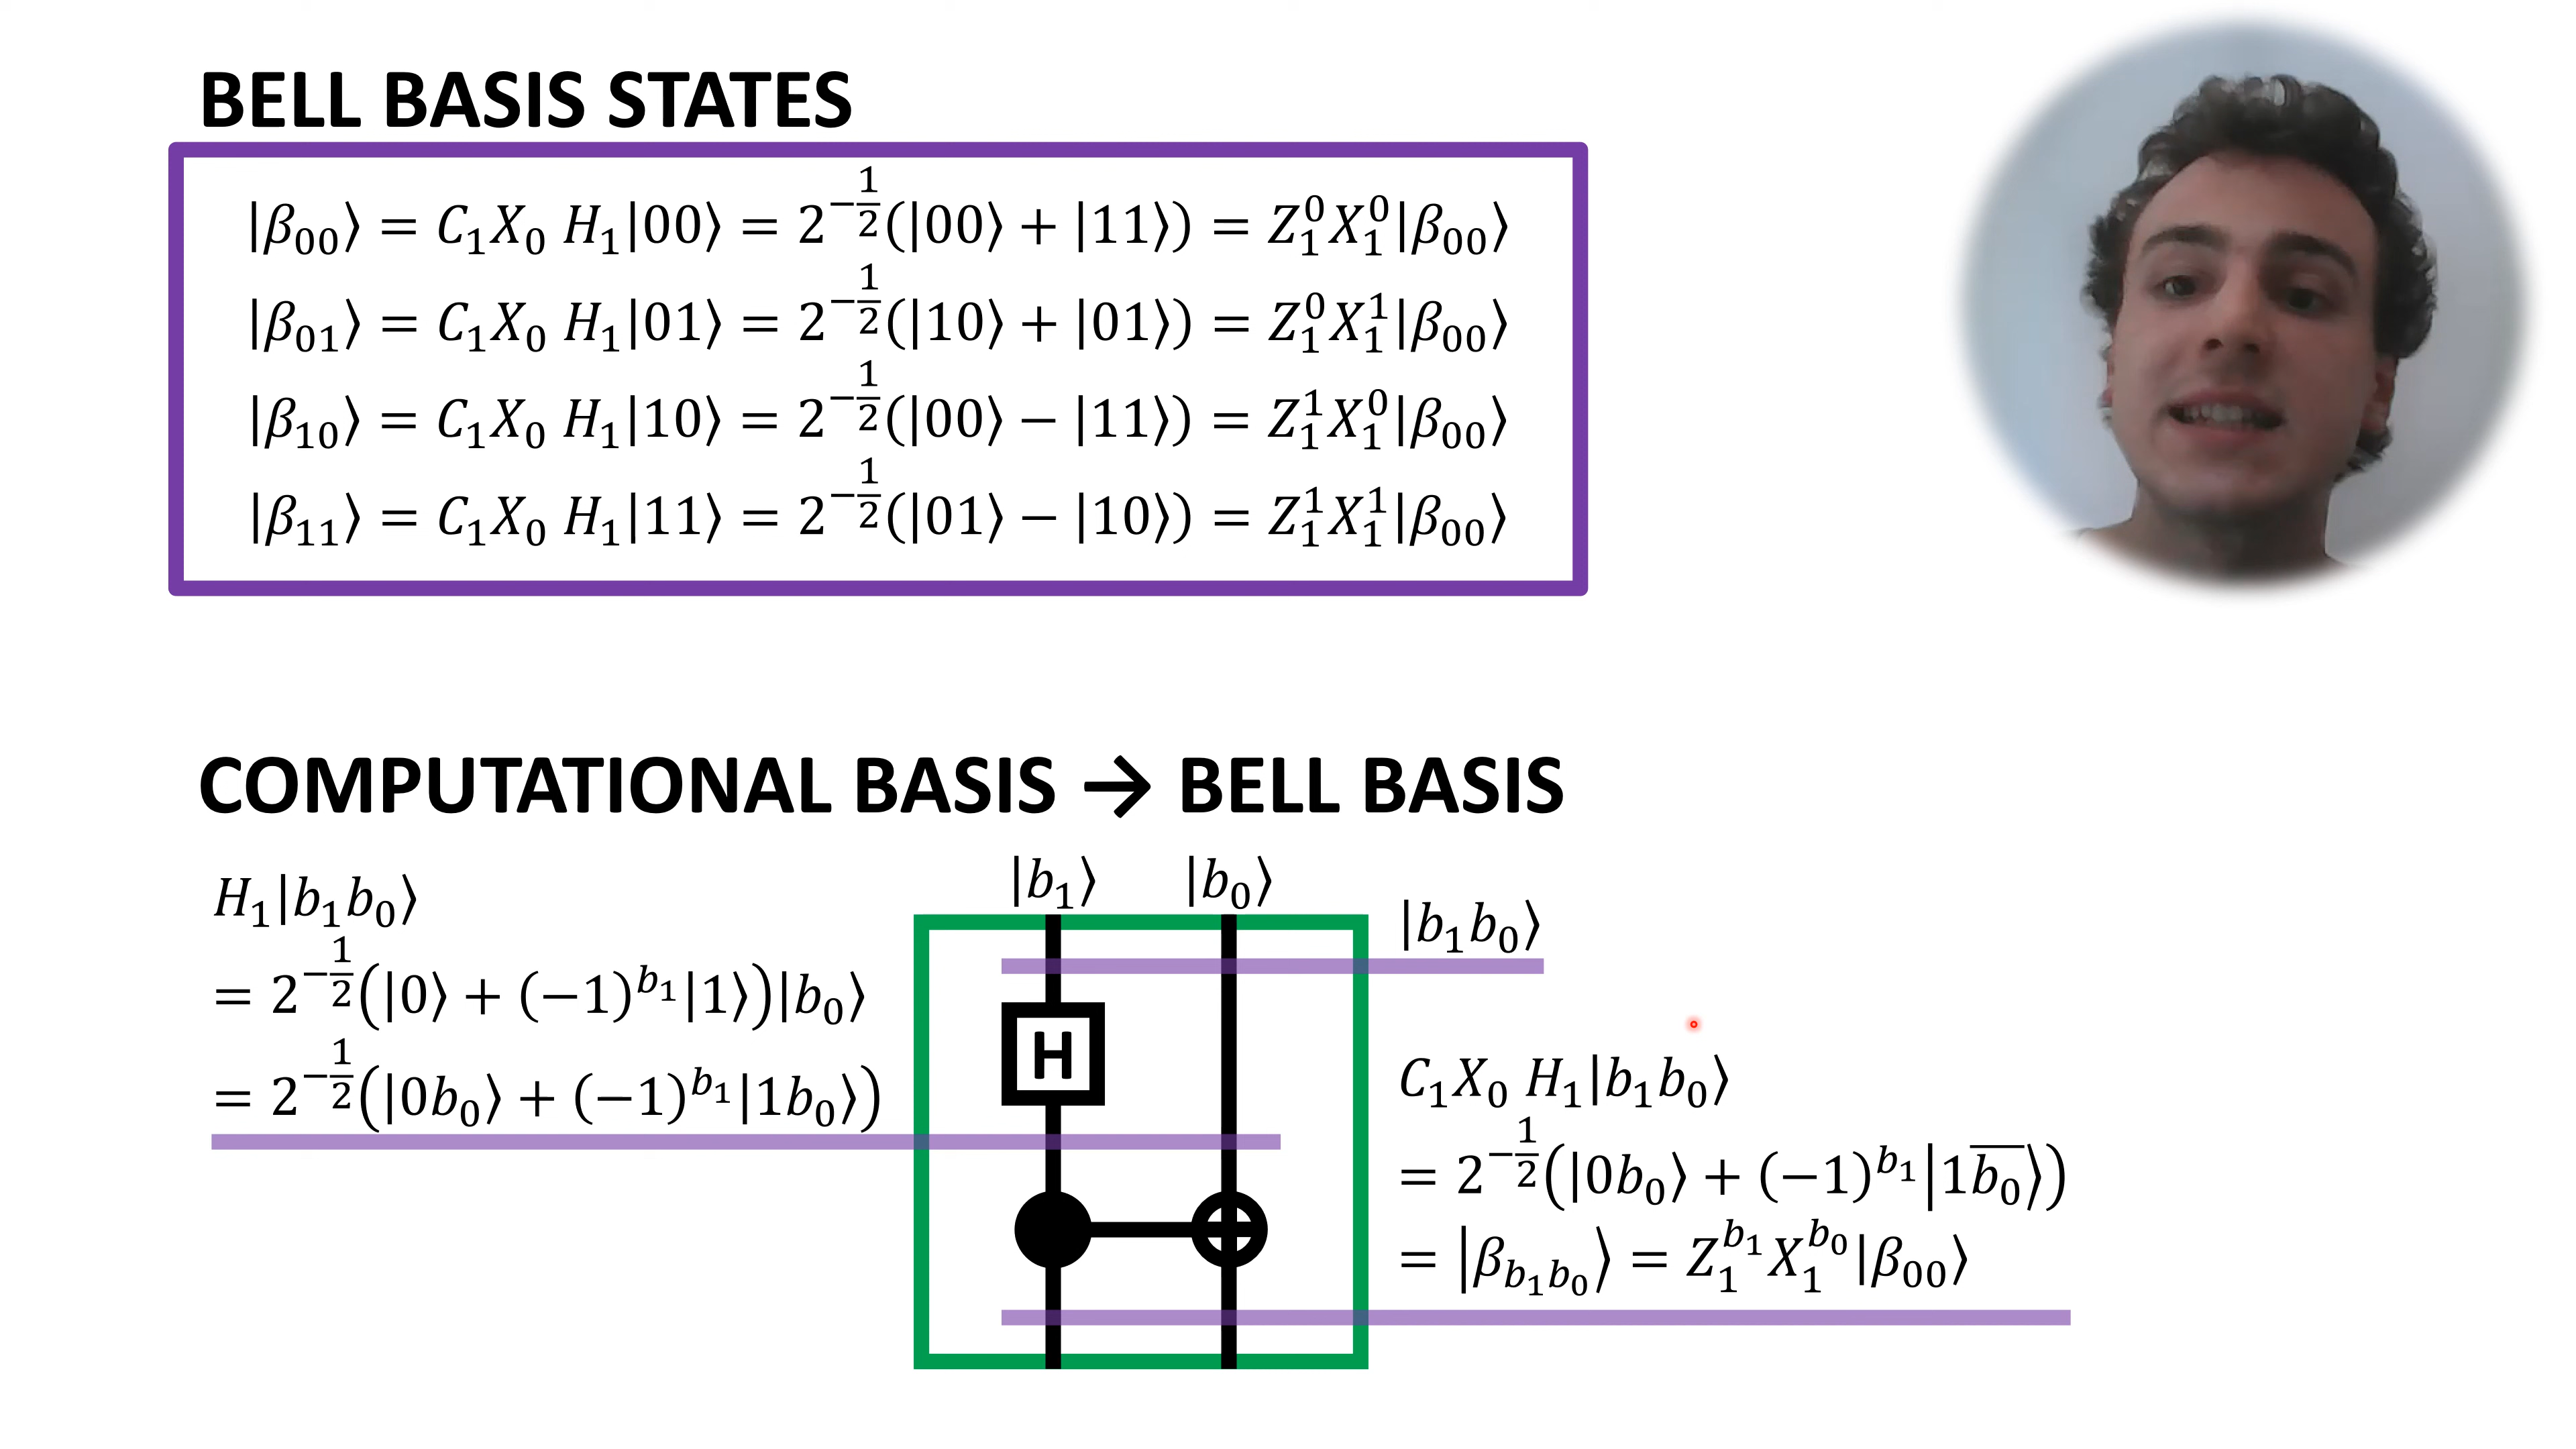 BELL BASIS STATES
|β₀₀⟩ = C₁X₀ H₁|00⟩ = 2^(-1/2)(|00⟩ + |11⟩) = Z₁⁰X₁⁰|β₀₀⟩
|β₀₁⟩ = C₁X₀ H₁|01⟩ = 2^(-1/2)(|10⟩ + |01⟩) = Z₁⁰X₁¹|β₀₀⟩
|β₁₀⟩ = C₁X₀ H₁|10⟩ = 2^(-1/2)(|00⟩ − |11⟩) = Z₁¹X₁⁰|β₀₀⟩
|β₁₁⟩ = C₁X₀ H₁|11⟩ = 2^(-1/2)(|01⟩ − |10⟩) = Z₁¹X₁¹|β₀₀⟩
COMPUTATIONAL BASIS → BELL BASIS
H₁|b₁b₀⟩
= 2^(-1/2)(|0⟩ + (−1)^(b₁)|1⟩)|b₀⟩
= 2^(-1/2)(|0b₀⟩ + (−1)^(b₁)|1b₀⟩)
|b₁⟩ |b₀⟩
H
|b₁b₀⟩
C₁X₀ H₁|b₁b₀⟩
= 2^(-1/2)(|0b₀⟩ + (−1)^(b₁)|1b̅₀⟩)
= |β_(b₁b₀)⟩ = Z₁^(b₁)X₁^(b₀)|β₀₀⟩